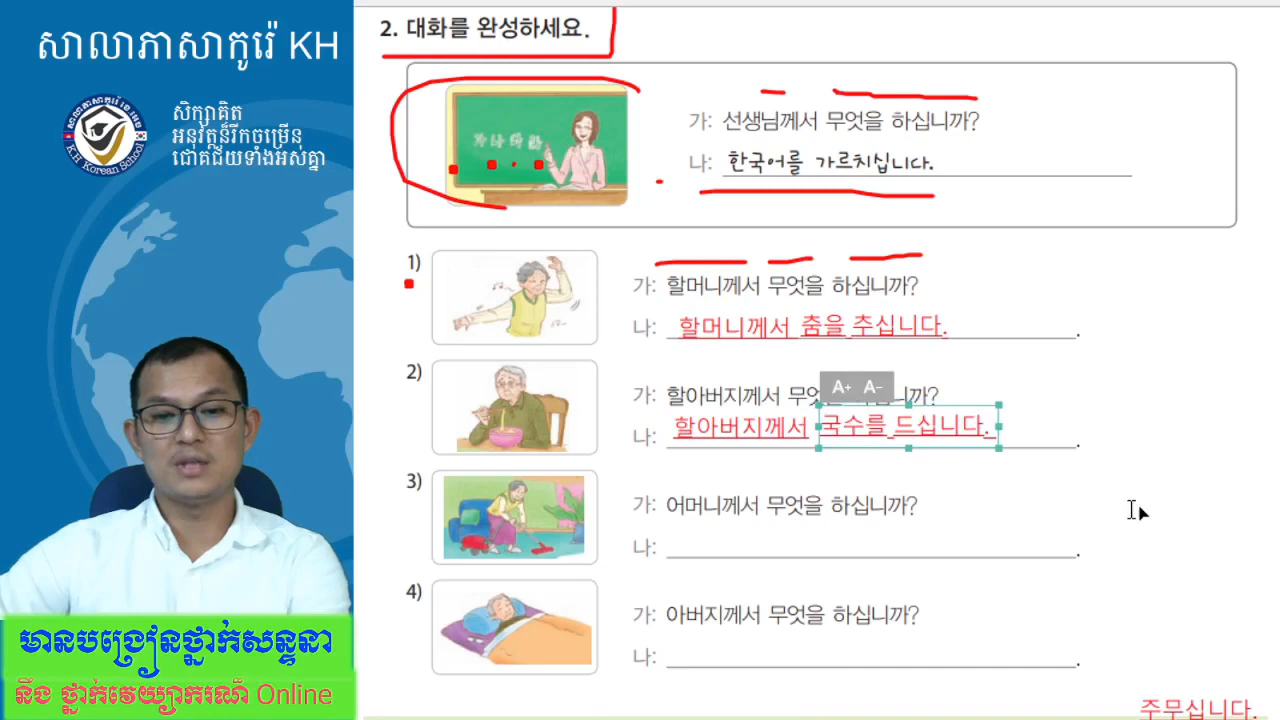 សាលាភាសាកូរ៉េ KH
សិក្សាគិត
អនុវត្តន៍រីកចម្រើន
ជោគជ័យទាំងអស់គ្នា
K.H Korean School
មានបង្រៀនថ្នាក់សន្ទនា
នឹង ថ្នាក់វេយ្យាករណ៍ Online
2. 대화를 완성하세요.
가: 선생님께서 무엇을 하십니까?
나: 한국어를 가르치십니다.
1)
가: 할머니께서 무엇을 하십니까?
나: 할머니께서 춤을 추십니다.
2)
A+ A-
가: 할아버지께서 무엇 니까?
나: 할아버지께서 국수를 드십니다.
3)
가: 어머니께서 무엇을 하십니까?
나:
4)
가: 아버지께서 무엇을 하십니까?
나:
주무십니다.